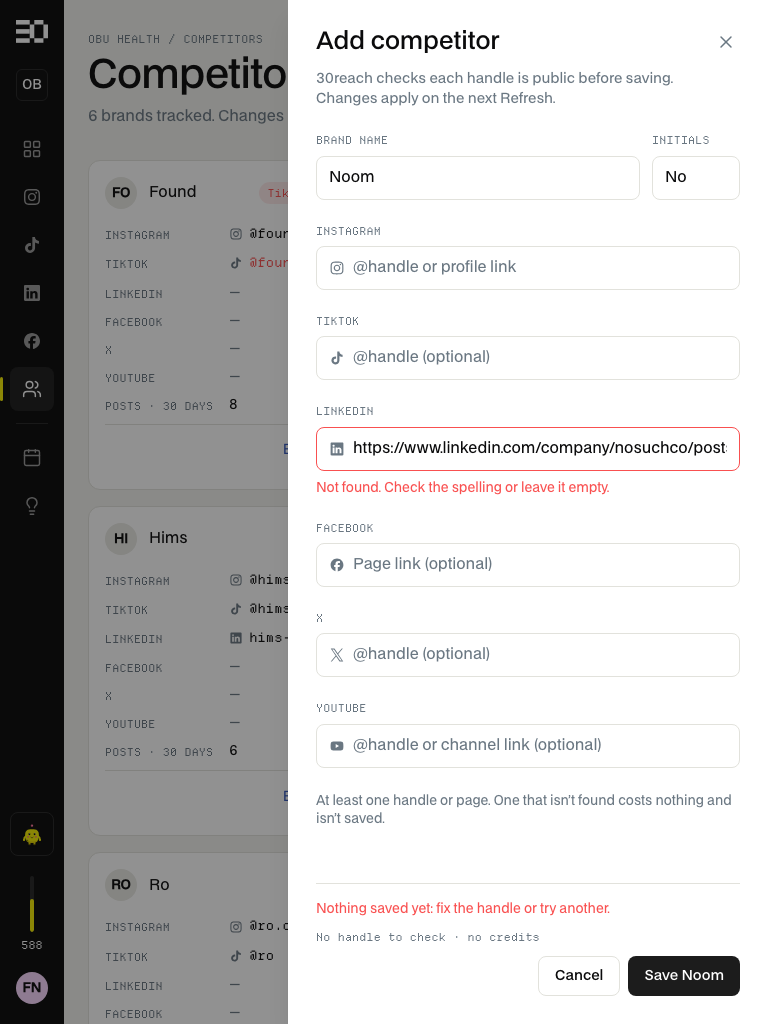 30
OB
588
FN
OBU HEALTH / COMPETITORS
Competito
6 brands tracked. Changes
FO Found Tik
INSTAGRAM @four
TIKTOK @four
LINKEDIN —
FACEBOOK —
X —
YOUTUBE —
POSTS · 30 DAYS 8
HI Hims
INSTAGRAM @hims
TIKTOK @hims
LINKEDIN hims-
FACEBOOK —
X —
YOUTUBE —
POSTS · 30 DAYS 6
RO Ro
INSTAGRAM @ro.c
TIKTOK @ro
LINKEDIN —
FACEBOOK —
Add competitor
30reach checks each handle is public before saving.
Changes apply on the next Refresh.
BRAND NAME INITIALS
Noom No
INSTAGRAM
@handle or profile link
TIKTOK
@handle (optional)
LINKEDIN
https://www.linkedin.com/company/nosuchco/posts
Not found. Check the spelling or leave it empty.
FACEBOOK
Page link (optional)
X
@handle (optional)
YOUTUBE
@handle or channel link (optional)
At least one handle or page. One that isn't found costs nothing and
isn't saved.
Nothing saved yet: fix the handle or try another.
No handle to check · no credits
Cancel Save Noom